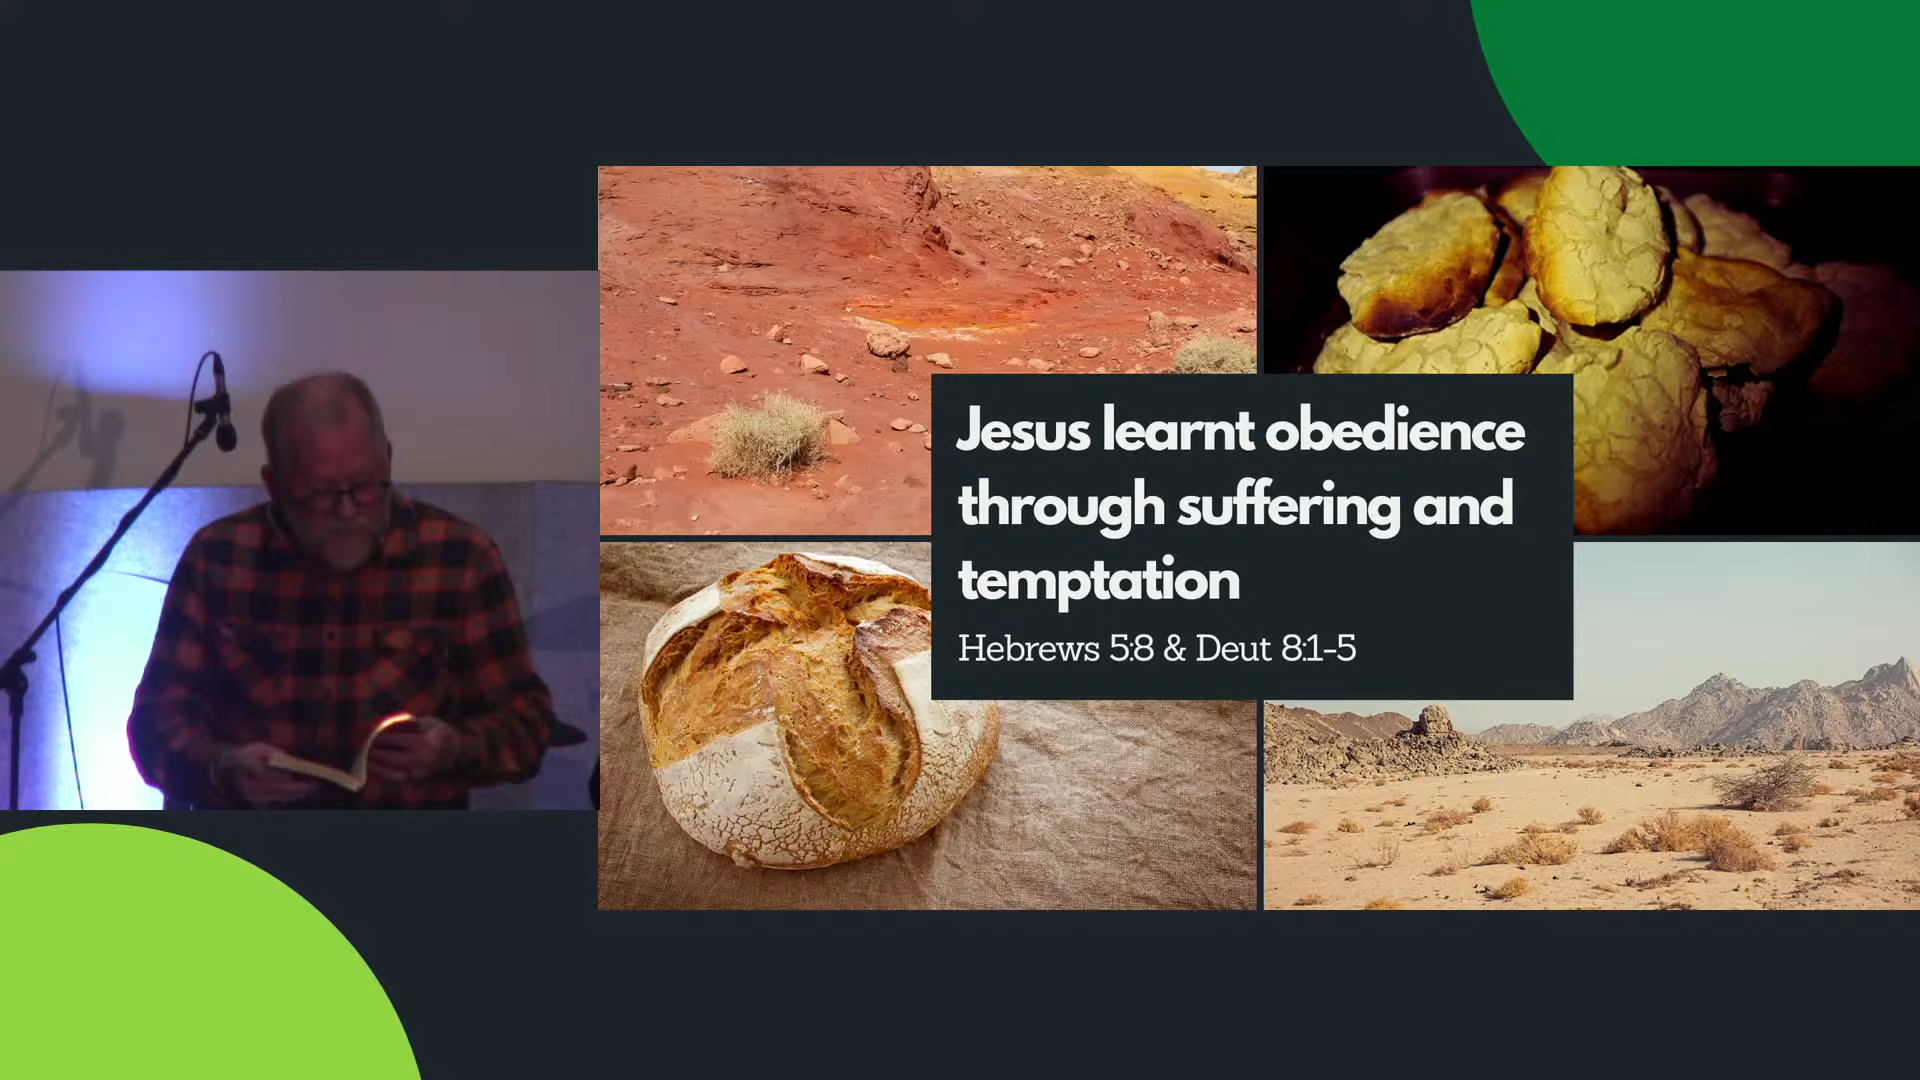 Jesus learnt obedience
through suffering and
temptation
Hebrews 5:8 & Deut 8:1-5